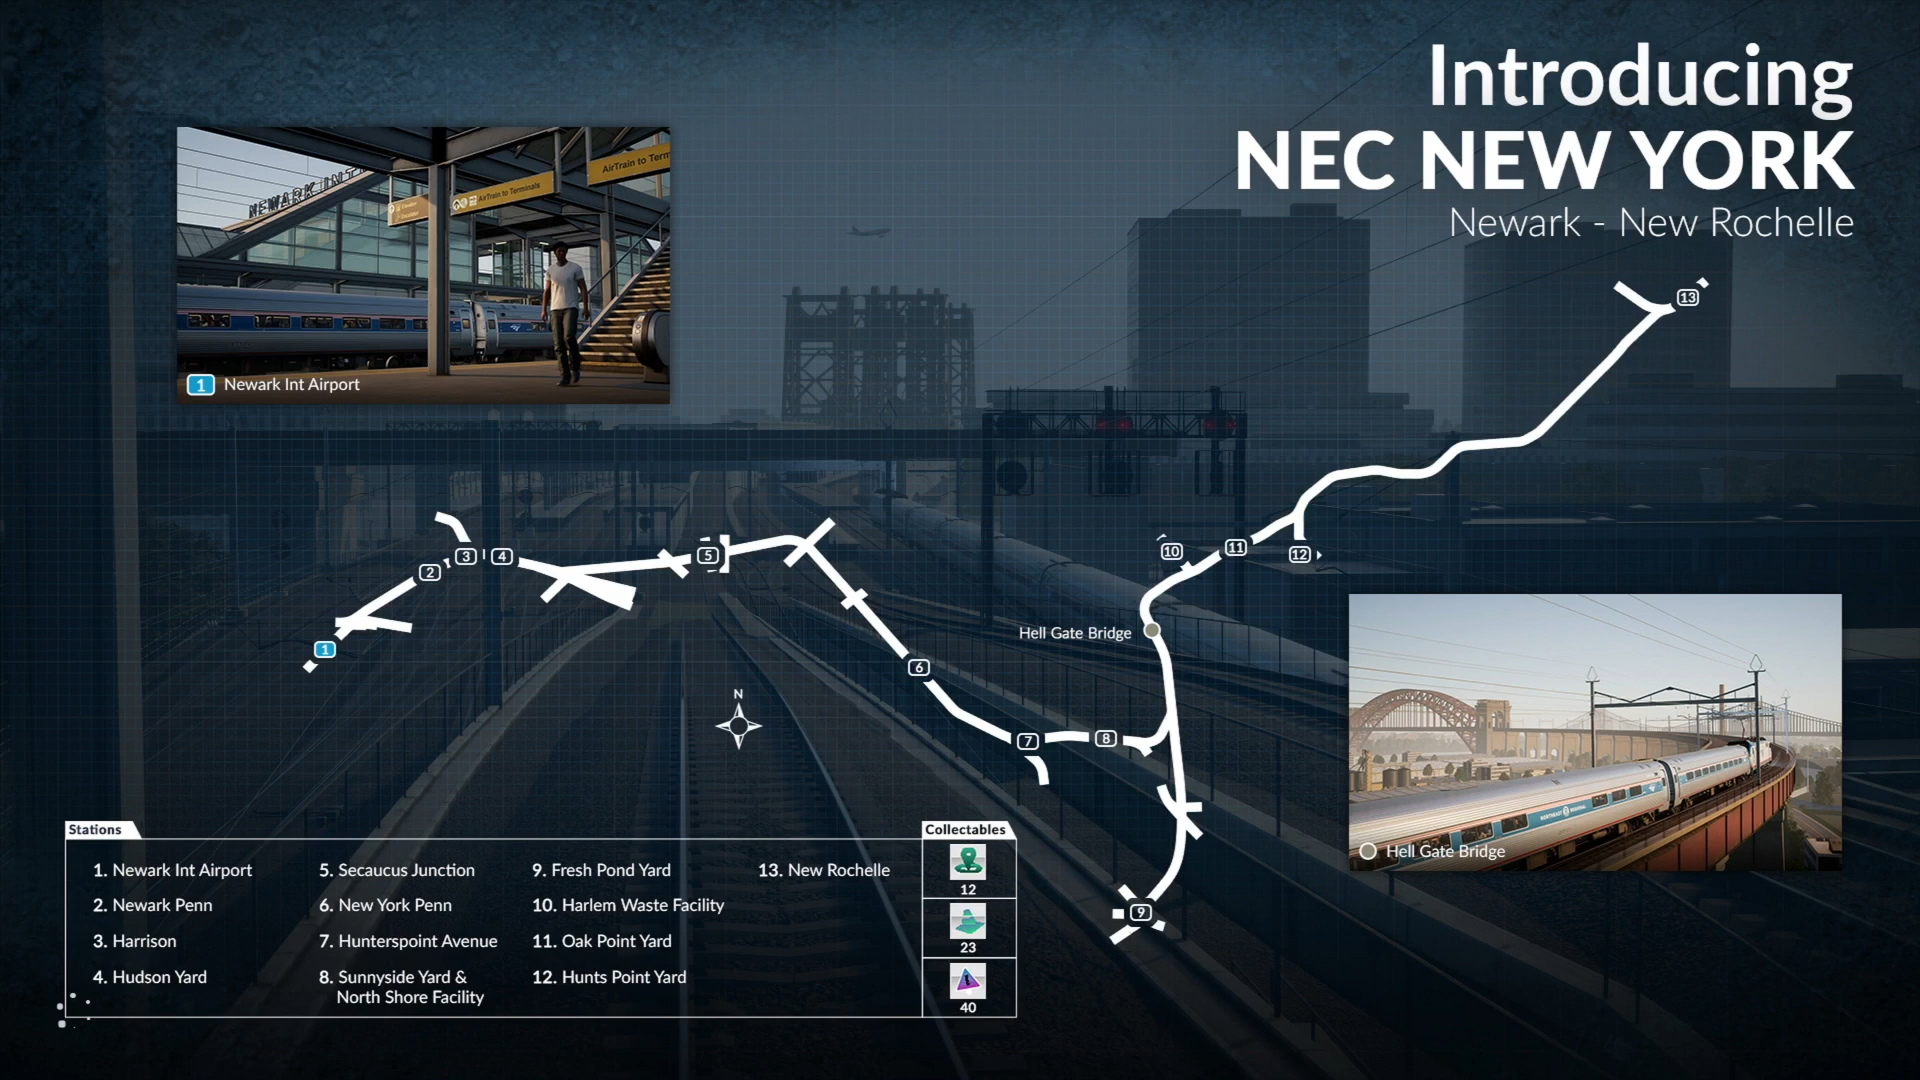 Introducing
NEC NEW YORK
Newark - New Rochelle
NEWARK INT
AirTrain to Terminals
AirTrain to Term
1 Newark Int Airport
13
10
11
12
3
4
5
2
Hell Gate Bridge
1
6
N
7
8
9
NORTHEAST REGIONAL
Hell Gate Bridge
Stations
1. Newark Int Airport
2. Newark Penn
3. Harrison
4. Hudson Yard
5. Secaucus Junction
6. New York Penn
7. Hunterspoint Avenue
8. Sunnyside Yard &
North Shore Facility
9. Fresh Pond Yard
10. Harlem Waste Facility
11. Oak Point Yard
12. Hunts Point Yard
13. New Rochelle
Collectables
12
23
40